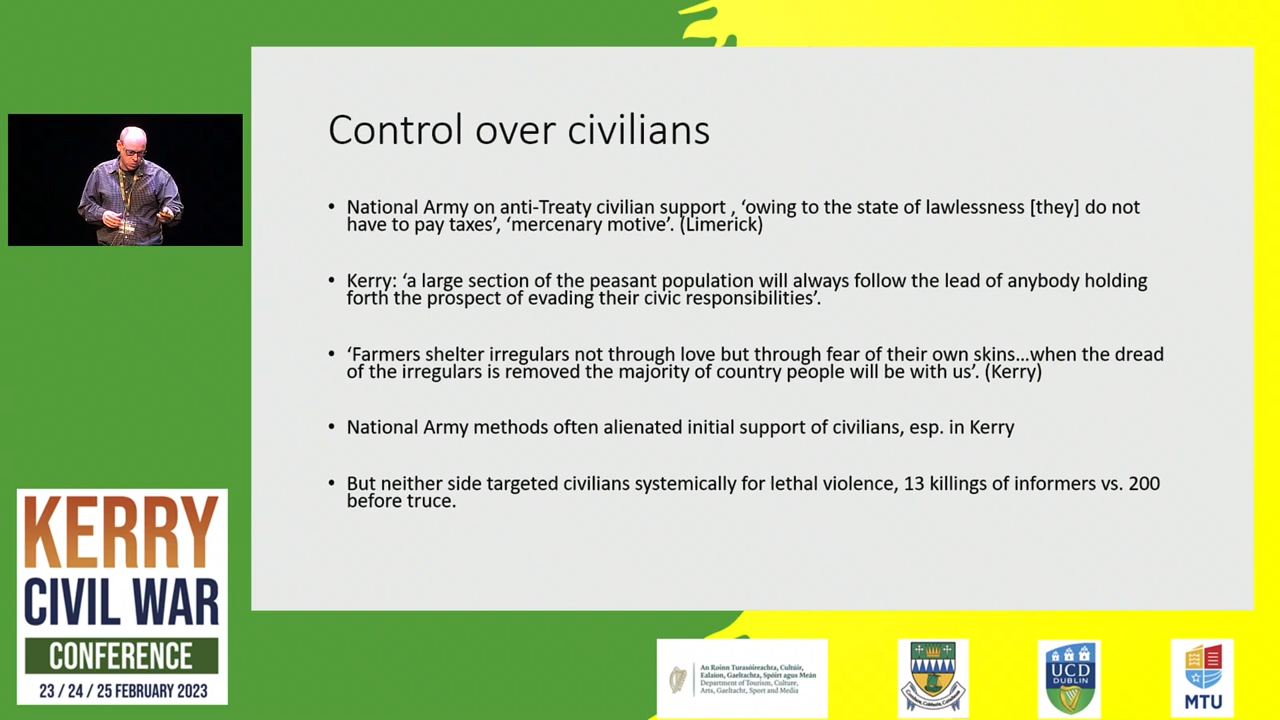 Control over civilians
• National Army on anti-Treaty civilian support , ‘owing to the state of lawlessness [they] do not
have to pay taxes’, ‘mercenary motive’. (Limerick)
• Kerry: ‘a large section of the peasant population will always follow the lead of anybody holding
forth the prospect of evading their civic responsibilities’.
• ‘Farmers shelter irregulars not through love but through fear of their own skins…when the dread
of the irregulars is removed the majority of country people will be with us’. (Kerry)
• National Army methods often alienated initial support of civilians, esp. in Kerry
• But neither side targeted civilians systemically for lethal violence, 13 killings of informers vs. 200
before truce.
KERRY
CIVIL WAR
CONFERENCE
23 / 24 / 25 FEBRUARY 2023
An Roinn Turasóireachta, Cultúir,
Ealaíon, Gaeltachta, Spóirt agus Meán
Department of Tourism, Culture,
Arts, Gaeltacht, Sport and Media
UCD
DUBLIN
MTU